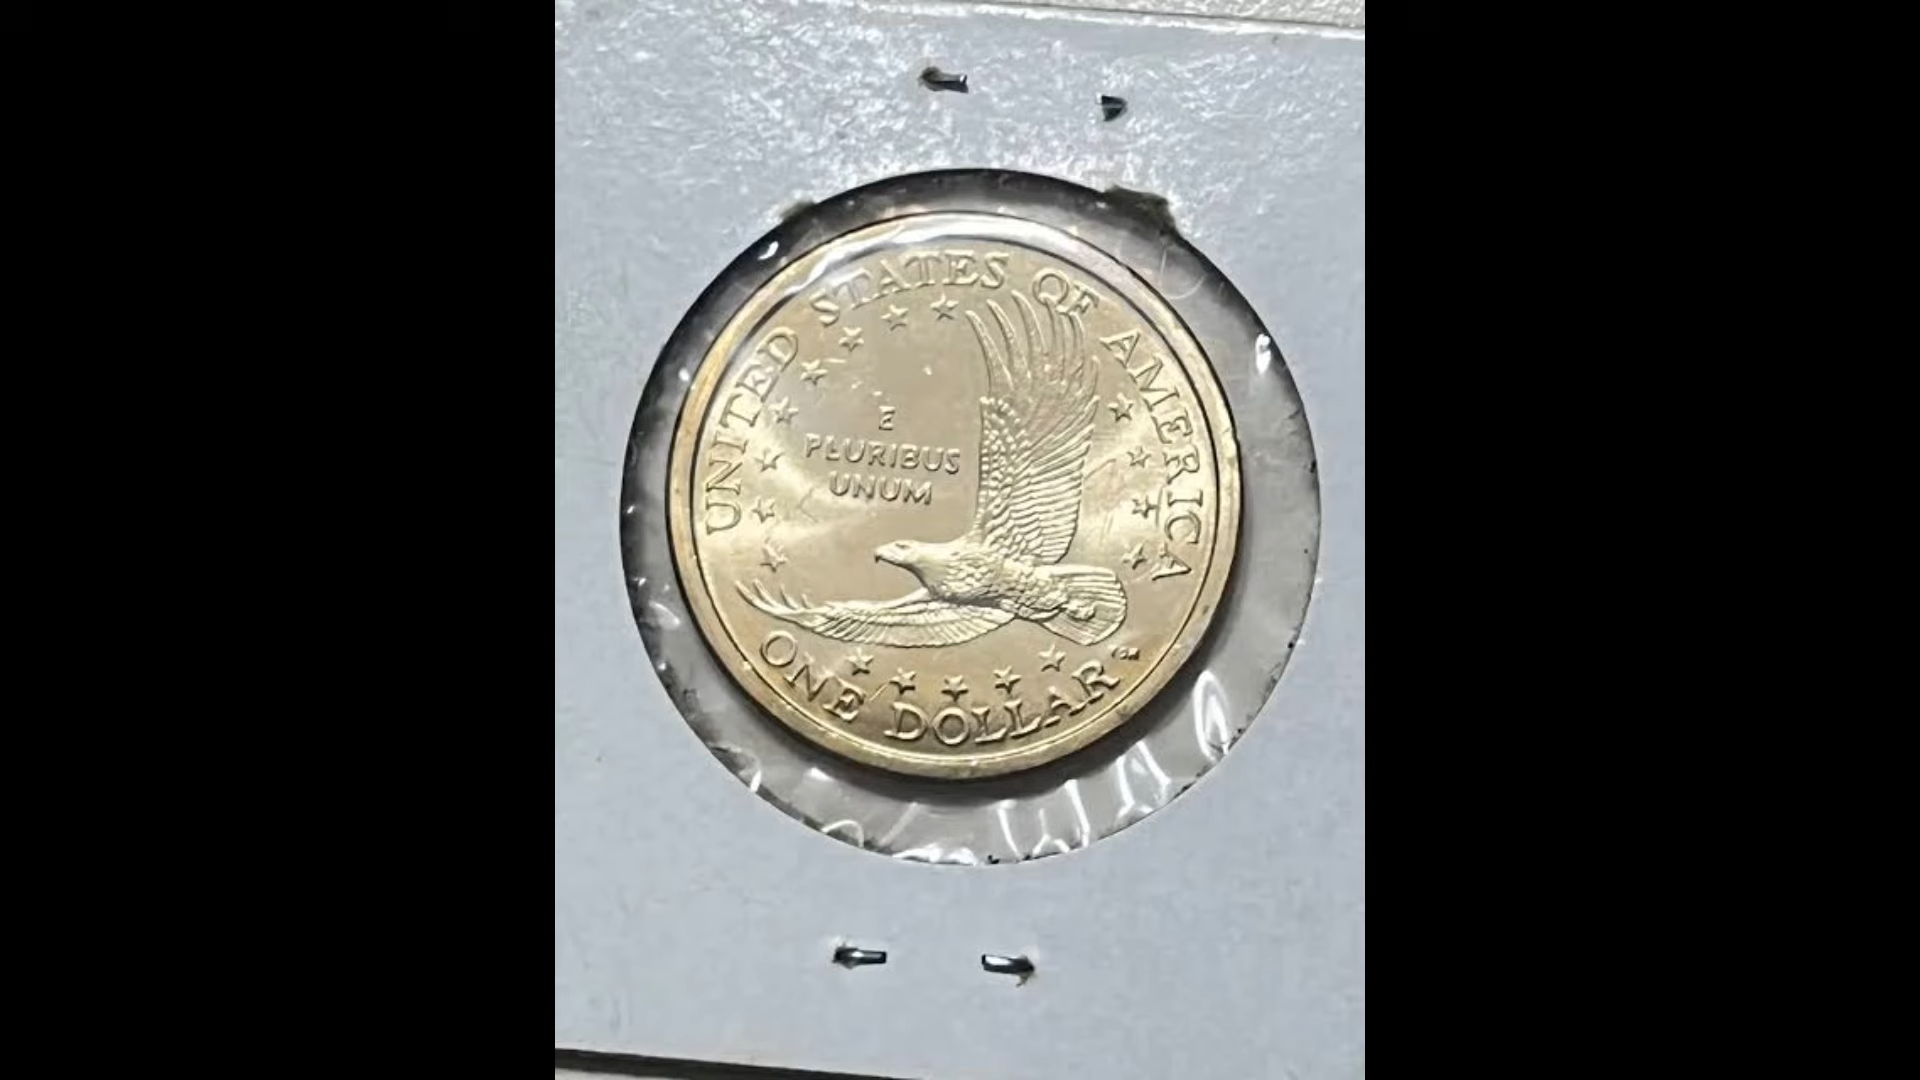 UNITED STATES OF AMERICA
E
PLURIBUS
UNUM
ONE DOLLAR